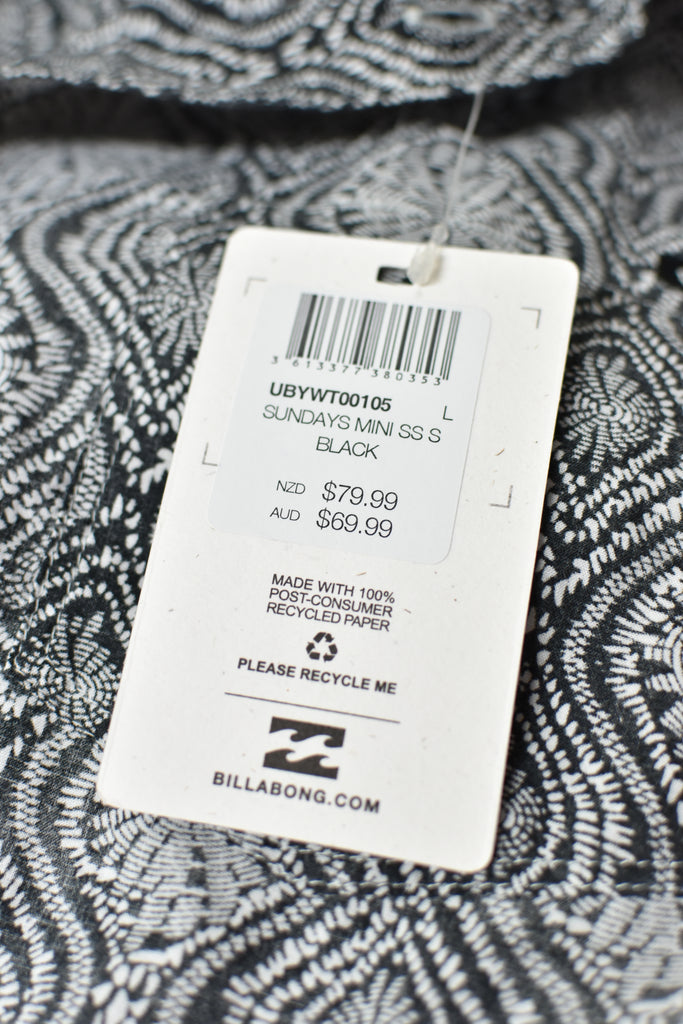 3 613377 380353
UBYWT00105
L
SUNDAYS MINI SS S
BLACK
NZD $79.99
AUD $69.99
MADE WITH 100%
POST-CONSUMER
RECYCLED PAPER
PLEASE RECYCLE ME
BILLABONG.COM